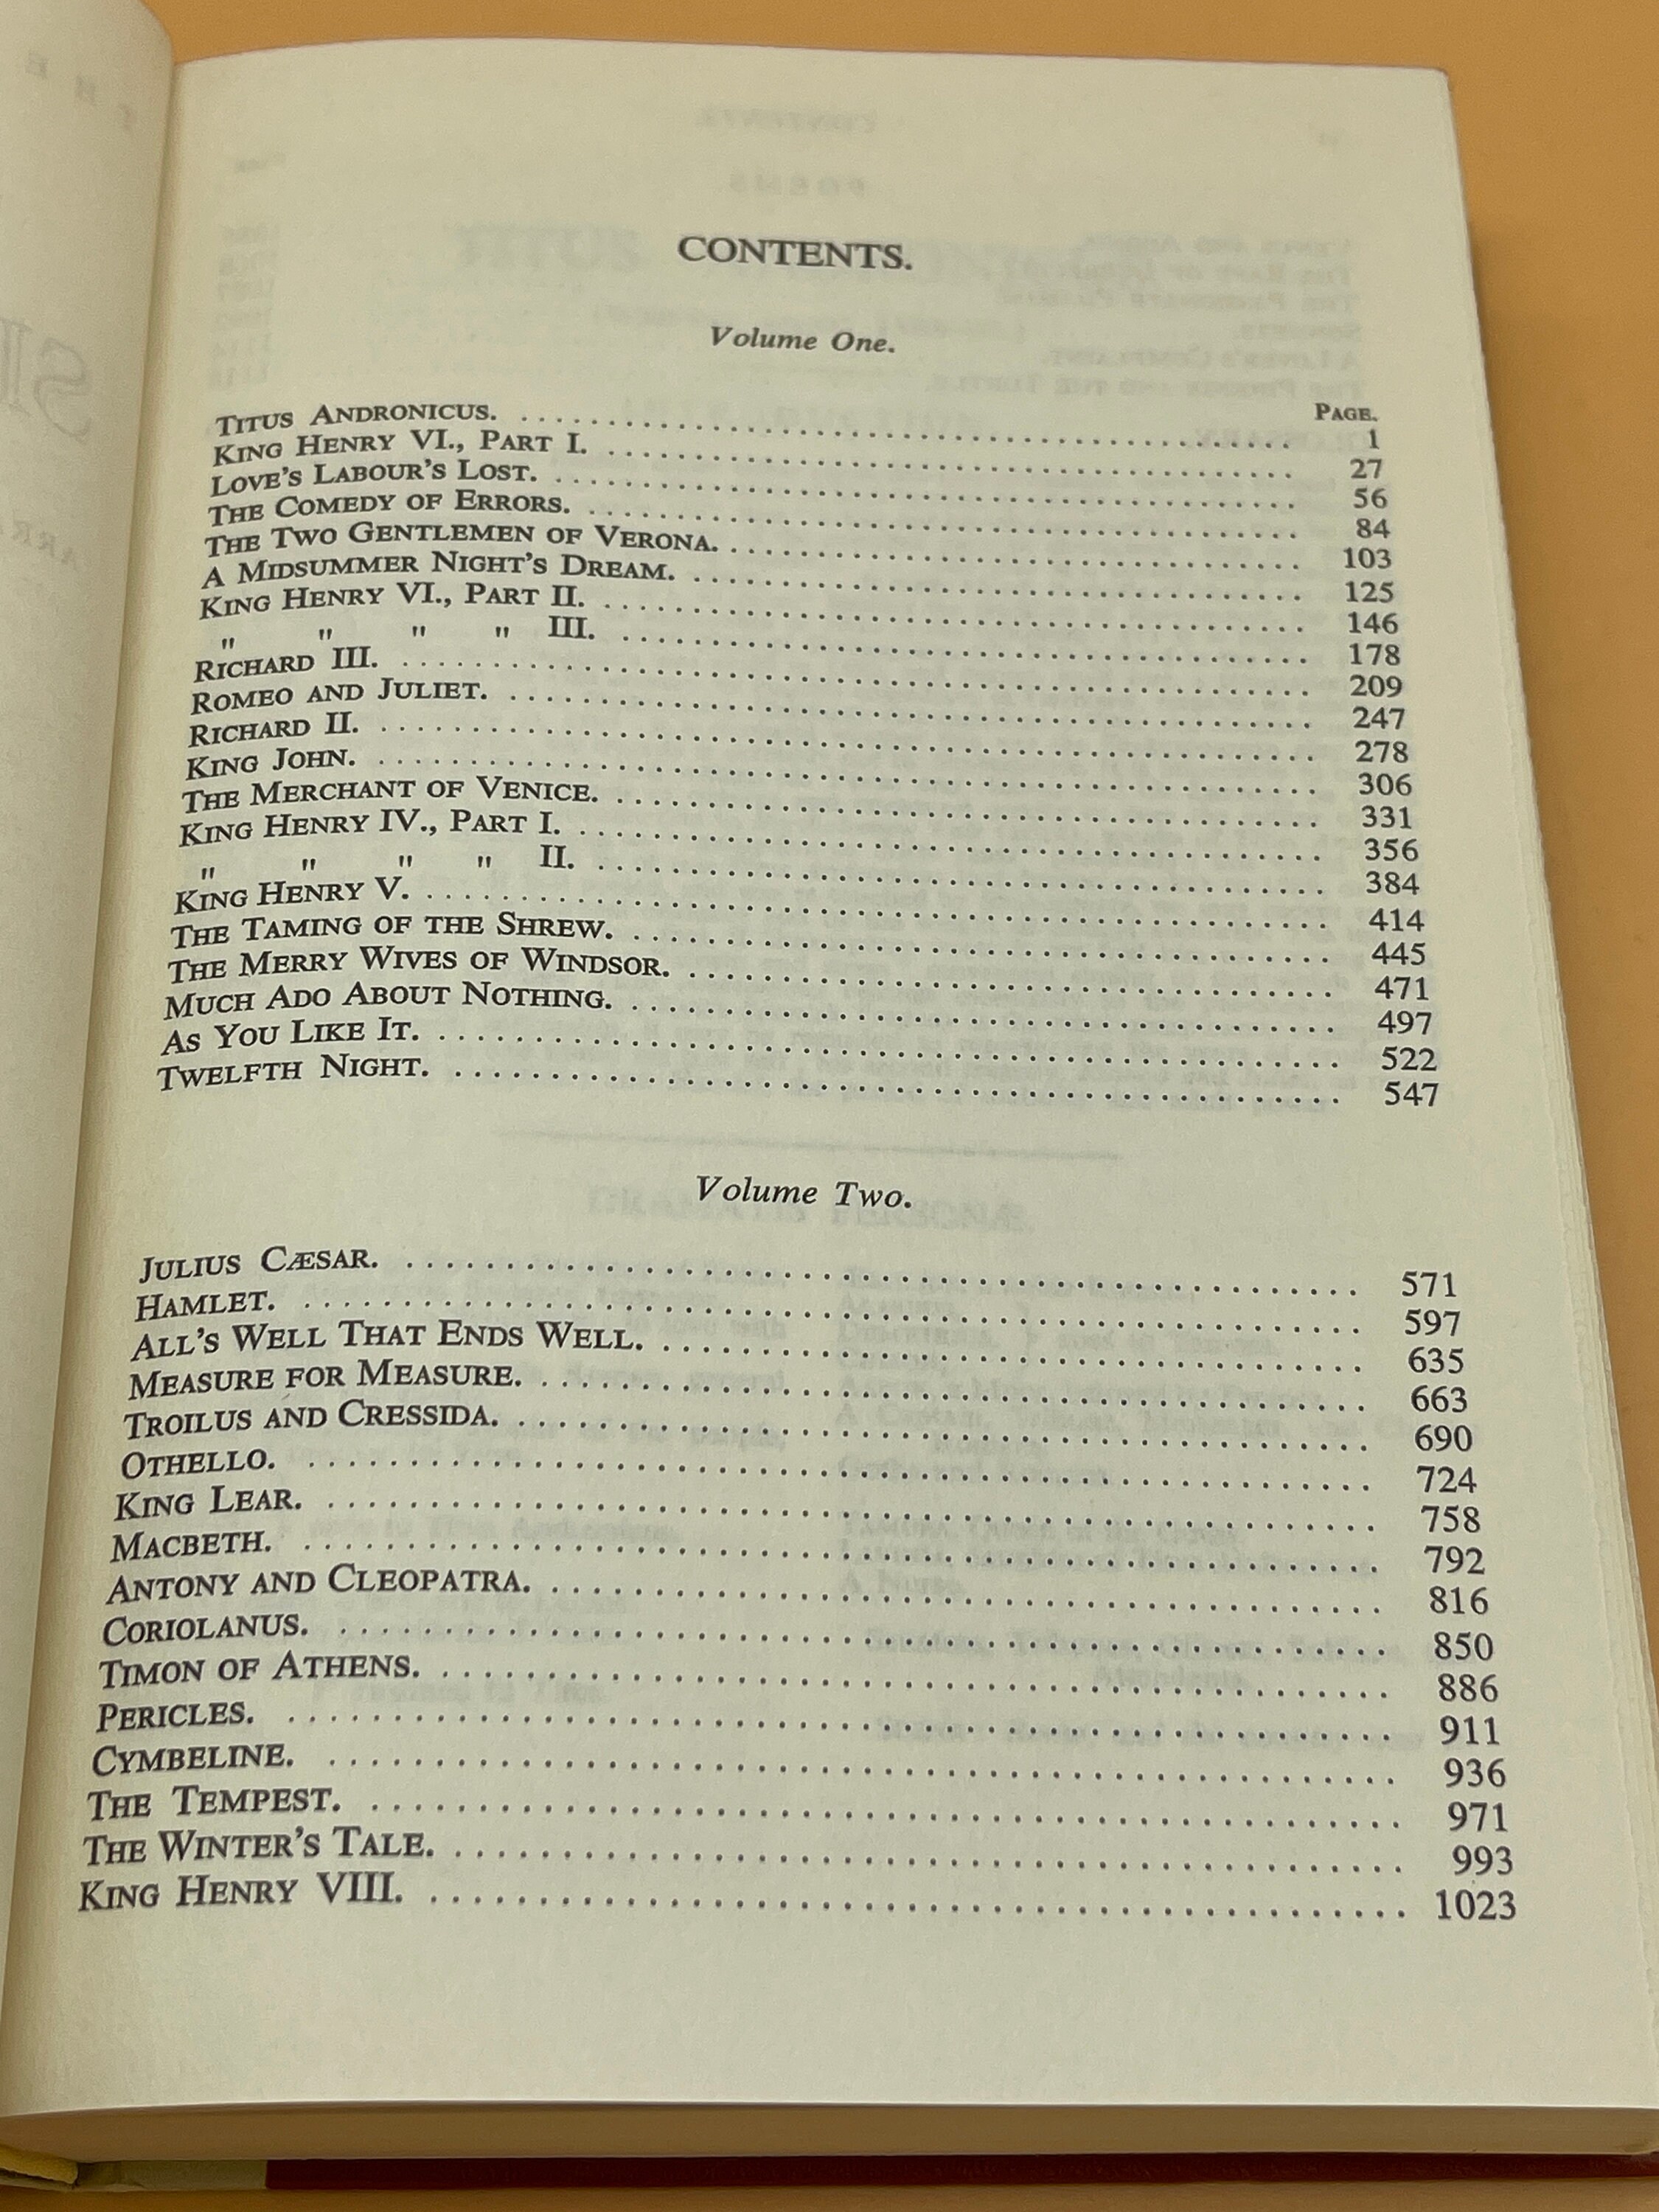 CONTENTS.
Volume One.
PAGE.
TITUS ANDRONICUS. 1
KING HENRY VI., PART I. 27
LOVE'S LABOUR'S LOST. 56
THE COMEDY OF ERRORS. 84
THE TWO GENTLEMEN OF VERONA. 103
A MIDSUMMER NIGHT'S DREAM. 125
KING HENRY VI., PART II. 146
" " " " III. 178
RICHARD III. 209
ROMEO AND JULIET. 247
RICHARD II. 278
KING JOHN. 306
THE MERCHANT OF VENICE. 331
KING HENRY IV., PART I. 356
" " " " II. 384
KING HENRY V. 414
THE TAMING OF THE SHREW. 445
THE MERRY WIVES OF WINDSOR. 471
MUCH ADO ABOUT NOTHING. 497
AS YOU LIKE IT. 522
TWELFTH NIGHT. 547
Volume Two.
JULIUS CÆSAR. 571
HAMLET. 597
ALL'S WELL THAT ENDS WELL. 635
MEASURE FOR MEASURE. 663
TROILUS AND CRESSIDA. 690
OTHELLO. 724
KING LEAR. 758
MACBETH. 792
ANTONY AND CLEOPATRA. 816
CORIOLANUS. 850
TIMON OF ATHENS. 886
PERICLES. 911
CYMBELINE. 936
THE TEMPEST. 971
THE WINTER'S TALE. 993
KING HENRY VIII. 1023